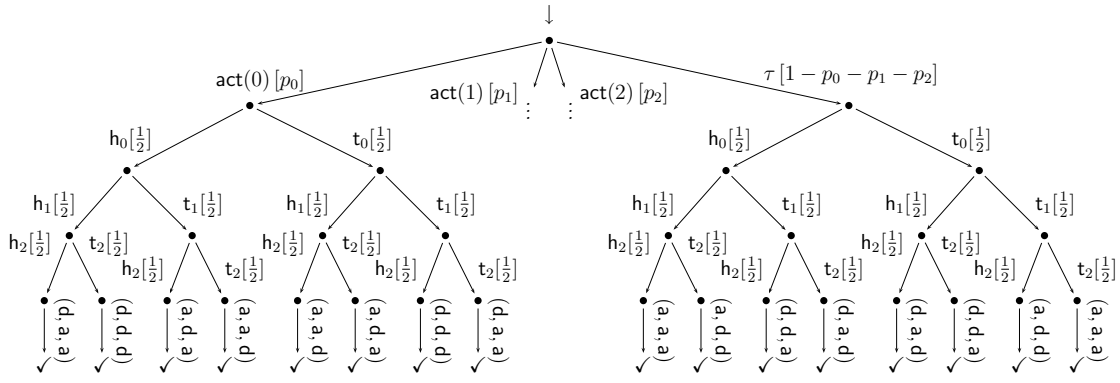 ↓
act(0) [p₀]
act(1) [p₁]
act(2) [p₂]
τ [1 − p₀ − p₁ − p₂]
⋮ ⋮
h₀[½] t₀[½] h₀[½] t₀[½]
h₁[½] t₁[½] h₁[½] t₁[½] h₁[½] t₁[½] h₁[½] t₁[½]
h₂[½] t₂[½] h₂[½] t₂[½] h₂[½] t₂[½] h₂[½] t₂[½] h₂[½] t₂[½] h₂[½] t₂[½] h₂[½] t₂[½] h₂[½] t₂[½]
(d,a,a) (d,d,d) (a,d,a) (a,a,d) (a,a,d) (a,d,a) (d,d,d) (d,a,a) (a,a,a) (a,d,d) (d,d,a) (d,a,d) (d,a,d) (d,d,a) (a,d,d) (a,a,a)
✓ ✓ ✓ ✓ ✓ ✓ ✓ ✓ ✓ ✓ ✓ ✓ ✓ ✓ ✓ ✓